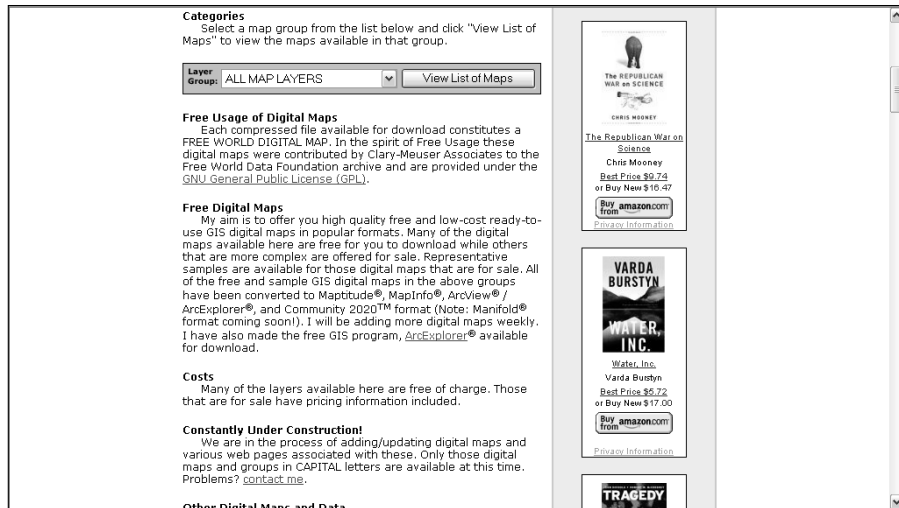 Categories
Select a map group from the list below and click "View List of
Maps" to view the maps available in that group.
Layer
Group:
ALL MAP LAYERS
View List of Maps
Free Usage of Digital Maps
Each compressed file available for download constitutes a
FREE WORLD DIGITAL MAP. In the spirit of Free Usage these
digital maps were contributed by Clary-Meuser Associates to the
Free World Data Foundation archive and are provided under the
GNU General Public License (GPL).
Free Digital Maps
My aim is to offer you high quality free and low-cost ready-to-
use GIS digital maps in popular formats. Many of the digital
maps available here are free for you to download while others
that are more complex are offered for sale. Representative
samples are available for those digital maps that are for sale. All
of the free and sample GIS digital maps in the above groups
have been converted to Maptitude®, MapInfo®, ArcView® /
ArcExplorer®, and Community 2020TM format (Note: Manifold®
format coming soon!). I will be adding more digital maps weekly.
I have also made the free GIS program, ArcExplorer® available
for download.
Costs
Many of the layers available here are free of charge. Those
that are for sale have pricing information included.
Constantly Under Construction!
We are in the process of adding/updating digital maps and
various web pages associated with these. Only those digital
maps and groups in CAPITAL letters are available at this time.
Problems? contact me.
Other Digital Maps and Data
The REPUBLICAN
WAR on SCIENCE
CHRIS MOONEY
The Republican War on
Science
Chris Mooney
Best Price $9.74
or Buy New $16.47
Buy
from
amazon.com
Privacy Information
VARDA
BURSTYN
WATER,
INC.
Water, Inc.
Varda Burstyn
Best Price $5.72
or Buy New $17.00
Buy
from
amazon.com
Privacy Information
TRAGEDY